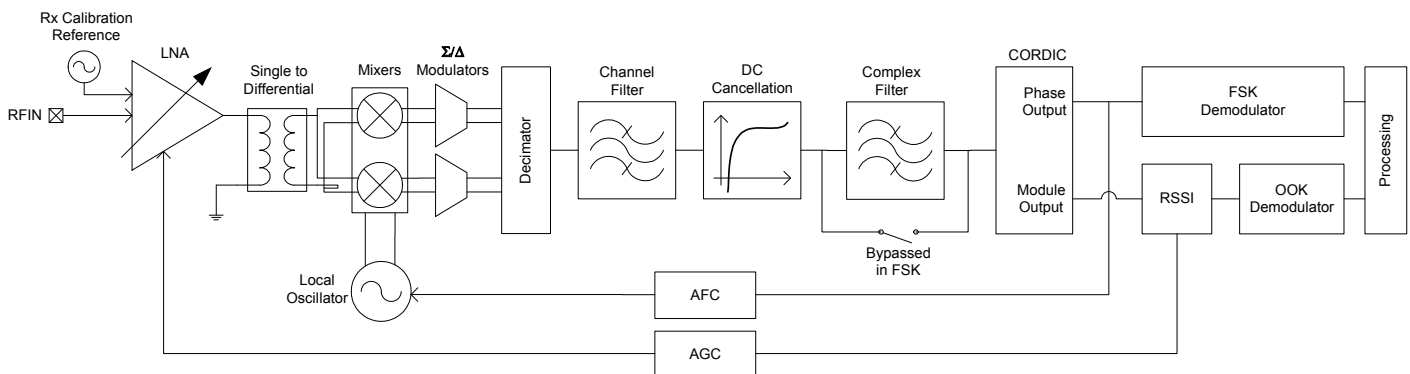 Rx Calibration
Reference
LNA
RFIN
Single to
Differential
Mixers
Σ/Δ
Modulators
Decimator
Channel
Filter
DC
Cancellation
Complex
Filter
Bypassed
in FSK
CORDIC
Phase
Output
Module
Output
FSK
Demodulator
RSSI
OOK
Demodulator
Processing
Local
Oscillator
AFC
AGC